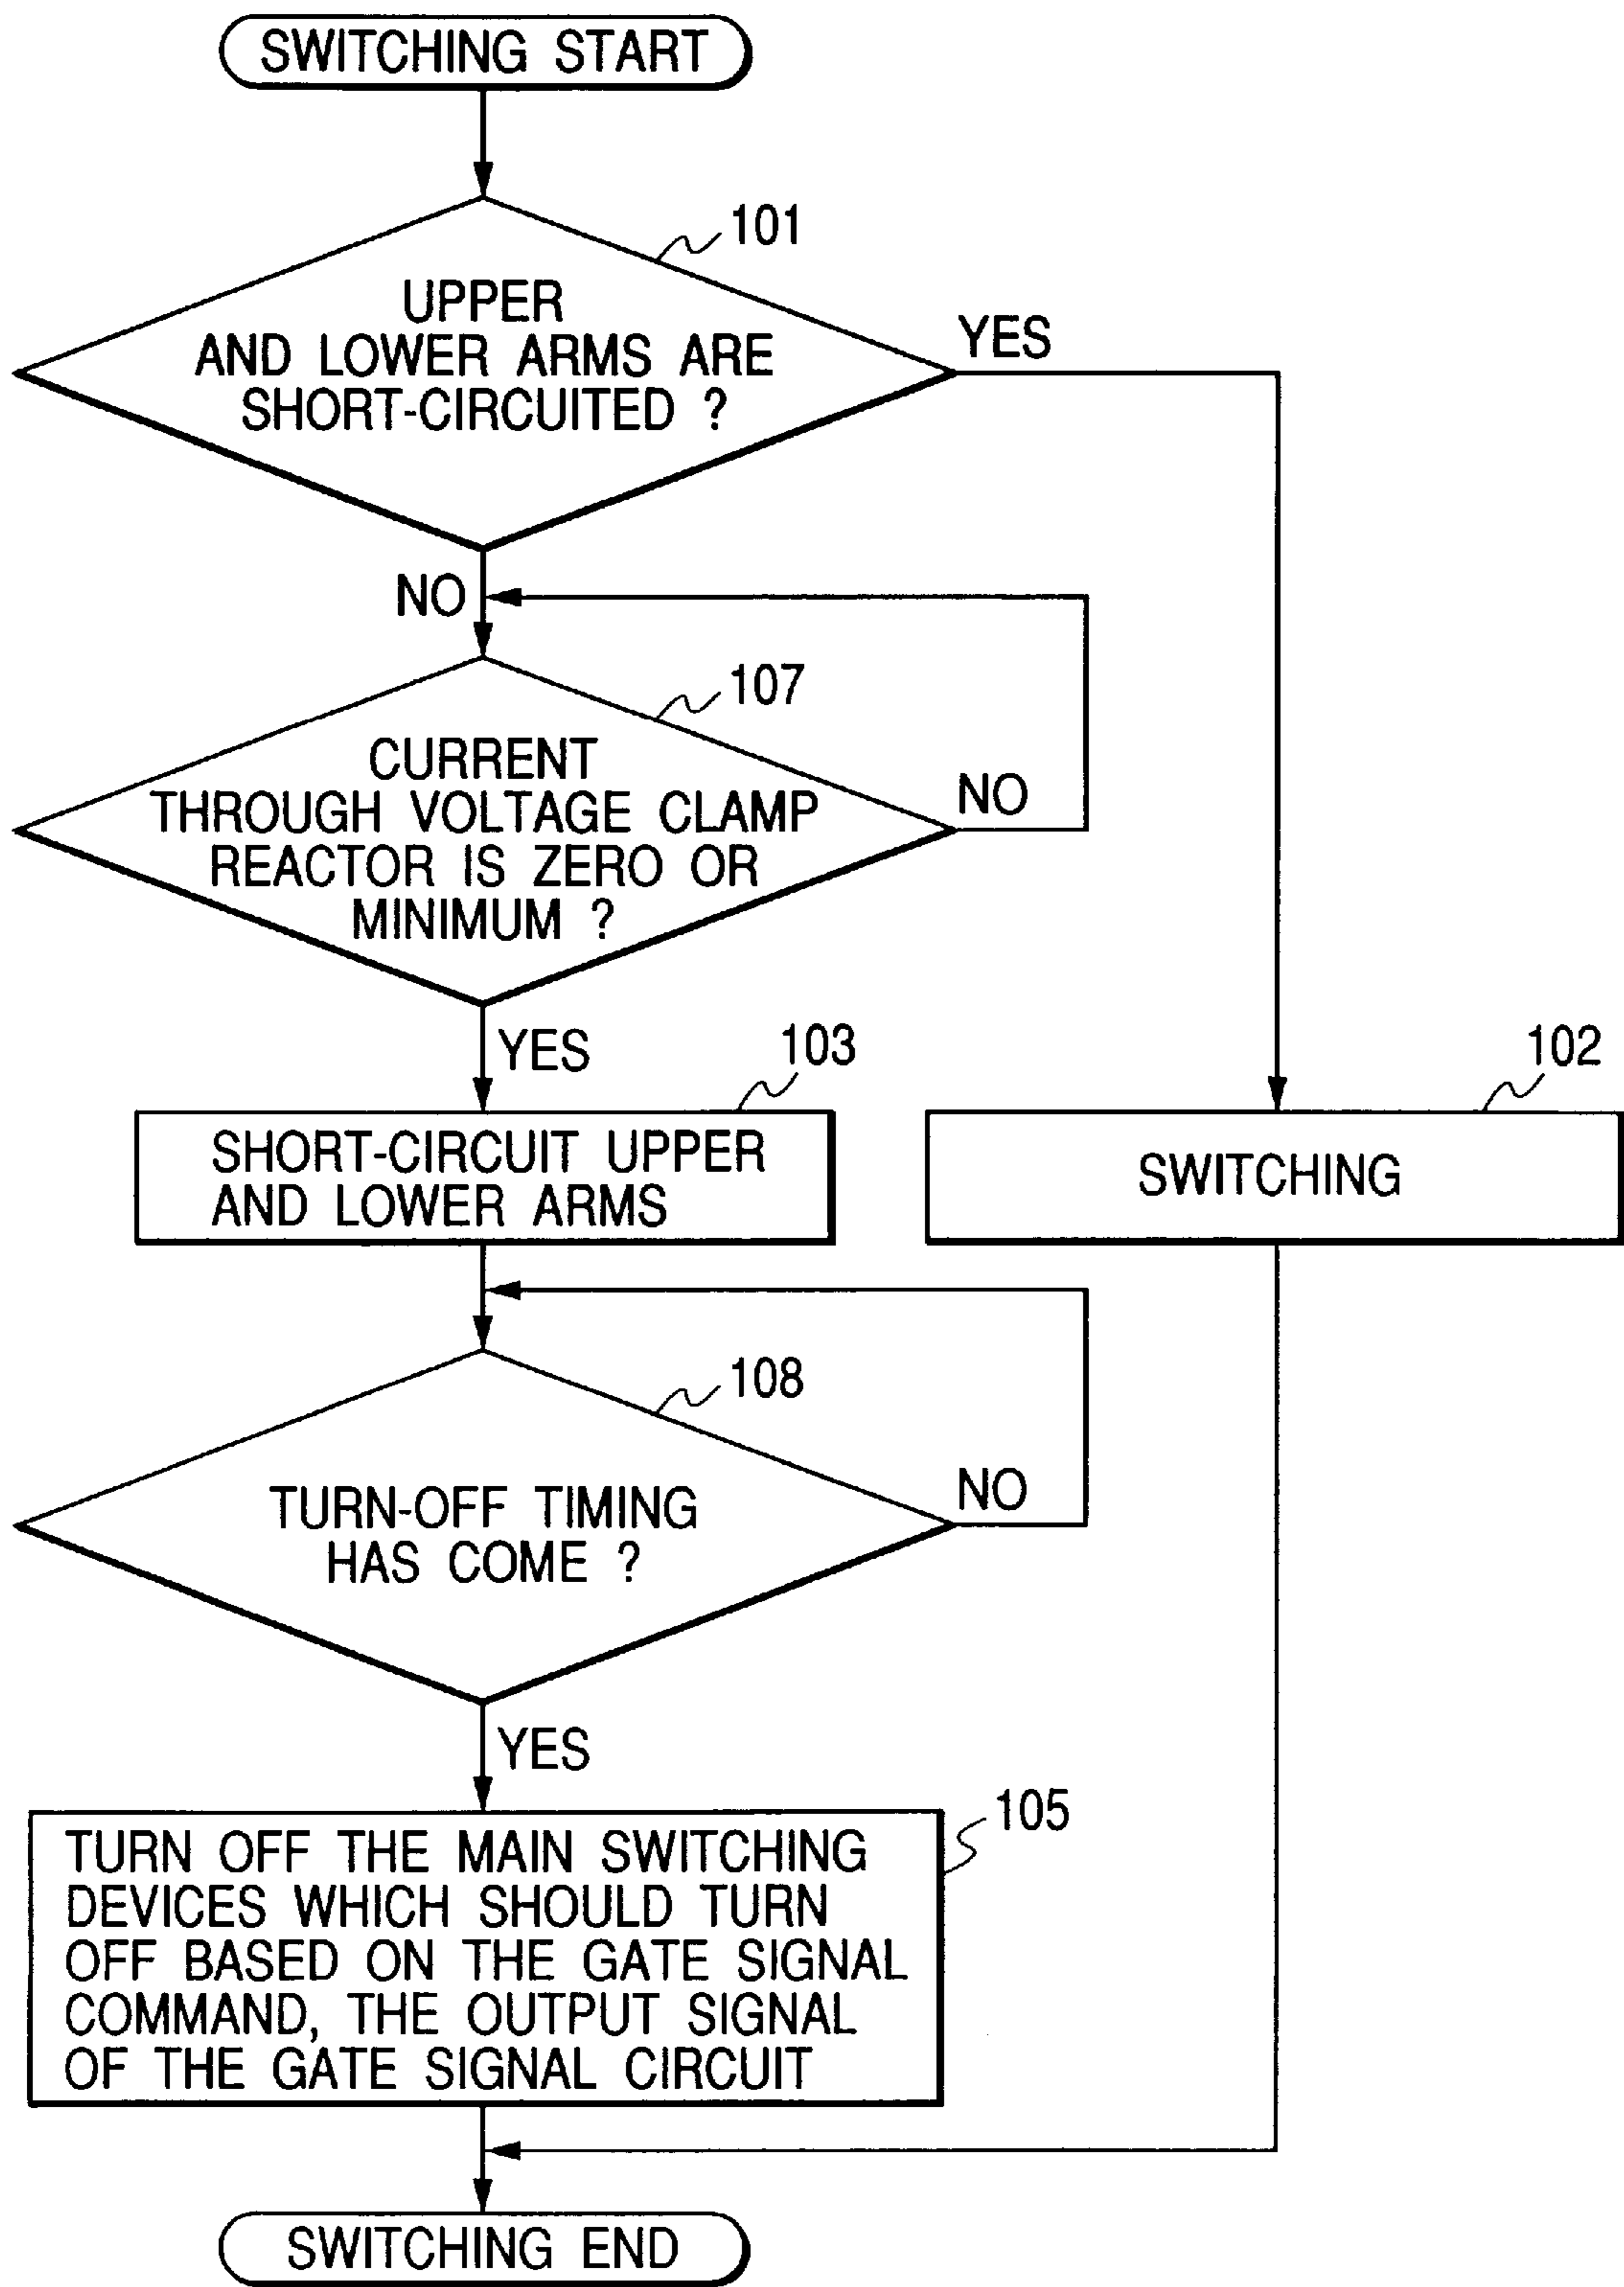 SWITCHING START
101
UPPER
AND LOWER ARMS ARE
SHORT-CIRCUITED ?
YES
NO
107
CURRENT
THROUGH VOLTAGE CLAMP
REACTOR IS ZERO OR
MINIMUM ?
NO
YES
103
SHORT-CIRCUIT UPPER
AND LOWER ARMS
102
SWITCHING
108
TURN-OFF TIMING
HAS COME ?
NO
YES
105
TURN OFF THE MAIN SWITCHING
DEVICES WHICH SHOULD TURN
OFF BASED ON THE GATE SIGNAL
COMMAND, THE OUTPUT SIGNAL
OF THE GATE SIGNAL CIRCUIT
SWITCHING END